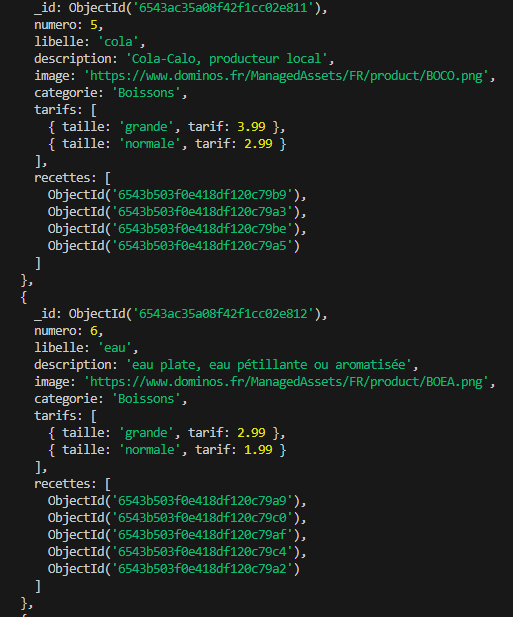 _id: ObjectId('6543ac35a08f42f1cc02e811'),
numero: 5,
libelle: 'cola',
description: 'Cola-Calo, producteur local',
image: 'https://www.dominos.fr/ManagedAssets/FR/product/BOCO.png',
categorie: 'Boissons',
tarifs: [
{ taille: 'grande', tarif: 3.99 },
{ taille: 'normale', tarif: 2.99 }
],
recettes: [
ObjectId('6543b503f0e418df120c79b9'),
ObjectId('6543b503f0e418df120c79a3'),
ObjectId('6543b503f0e418df120c79be'),
ObjectId('6543b503f0e418df120c79a5')
]
},
{
_id: ObjectId('6543ac35a08f42f1cc02e812'),
numero: 6,
libelle: 'eau',
description: 'eau plate, eau pétillante ou aromatisée',
image: 'https://www.dominos.fr/ManagedAssets/FR/product/BOEA.png',
categorie: 'Boissons',
tarifs: [
{ taille: 'grande', tarif: 2.99 },
{ taille: 'normale', tarif: 1.99 }
],
recettes: [
ObjectId('6543b503f0e418df120c79a9'),
ObjectId('6543b503f0e418df120c79c0'),
ObjectId('6543b503f0e418df120c79af'),
ObjectId('6543b503f0e418df120c79c4'),
ObjectId('6543b503f0e418df120c79a2')
]
},